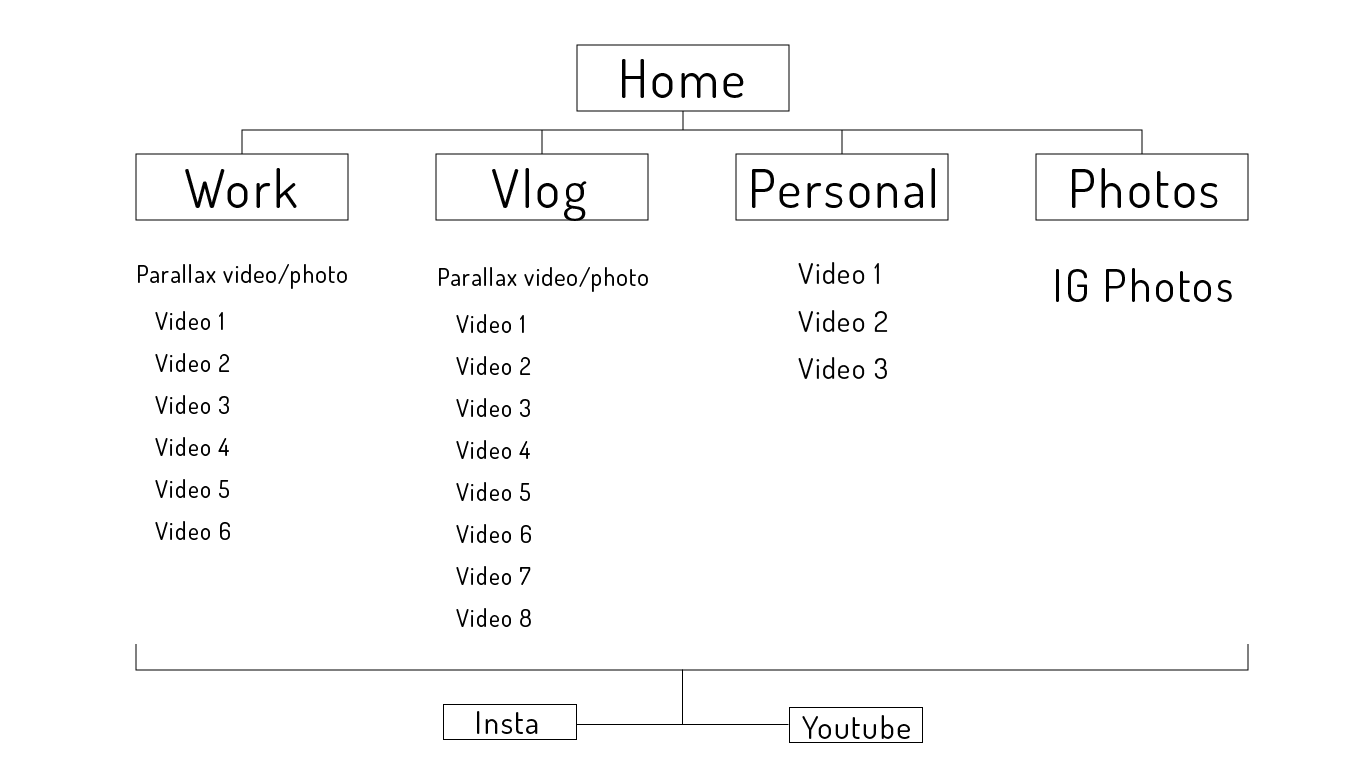 Home
Work
Vlog
Personal
Photos
Parallax video/photo
Video 1
Video 2
Video 3
Video 4
Video 5
Video 6
Parallax video/photo
Video 1
Video 2
Video 3
Video 4
Video 5
Video 6
Video 7
Video 8
Video 1
Video 2
Video 3
IG Photos
Insta
Youtube